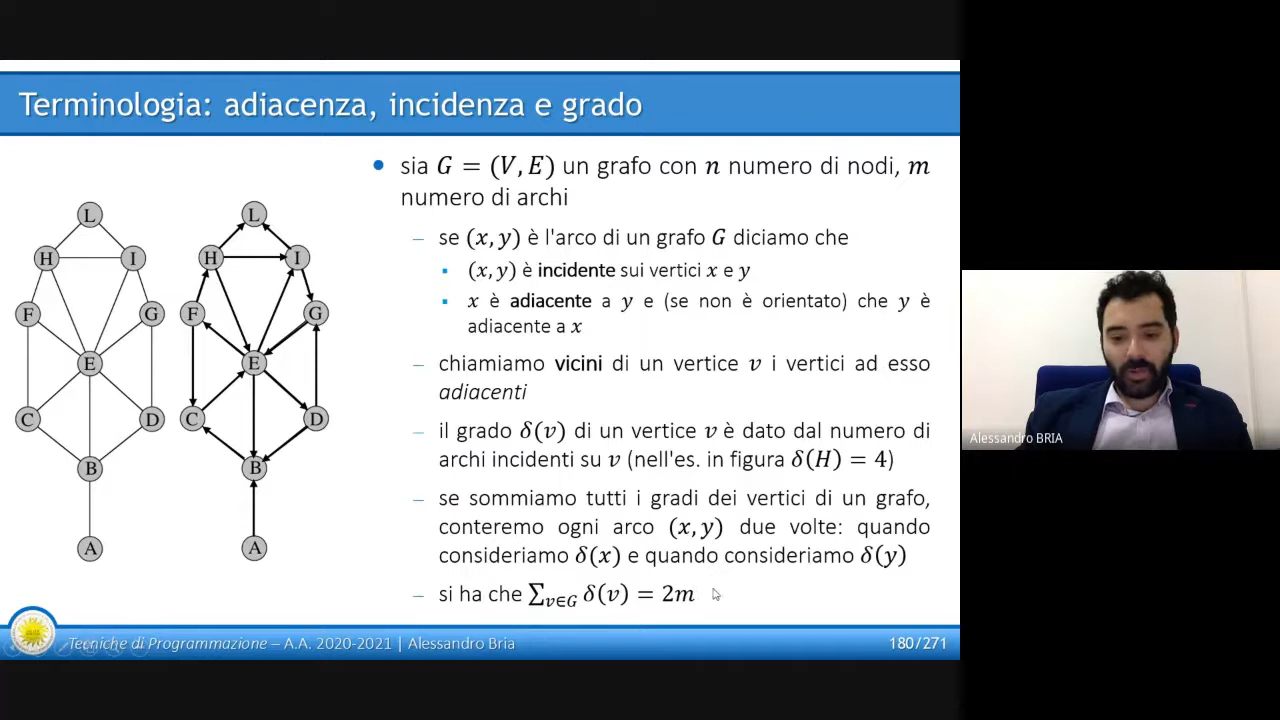 Terminologia: adiacenza, incidenza e grado
• sia G = (V, E) un grafo con n numero di nodi, m
numero di archi
– se (x, y) è l'arco di un grafo G diciamo che
▪ (x, y) è incidente sui vertici x e y
▪ x è adiacente a y e (se non è orientato) che y è
adiacente a x
– chiamiamo vicini di un vertice v i vertici ad esso
adiacenti
– il grado δ(v) di un vertice v è dato dal numero di
archi incidenti su v (nell'es. in figura δ(H) = 4)
– se sommiamo tutti i gradi dei vertici di un grafo,
conteremo ogni arco (x, y) due volte: quando
consideriamo δ(x) e quando consideriamo δ(y)
– si ha che ∑v∈G δ(v) = 2m
L
H I
F G
E
C D
B
A
L
H I
F G
E
C D
B
A
Tecniche di Programmazione – A.A. 2020-2021 | Alessandro Bria
180/271
Alessandro BRIA